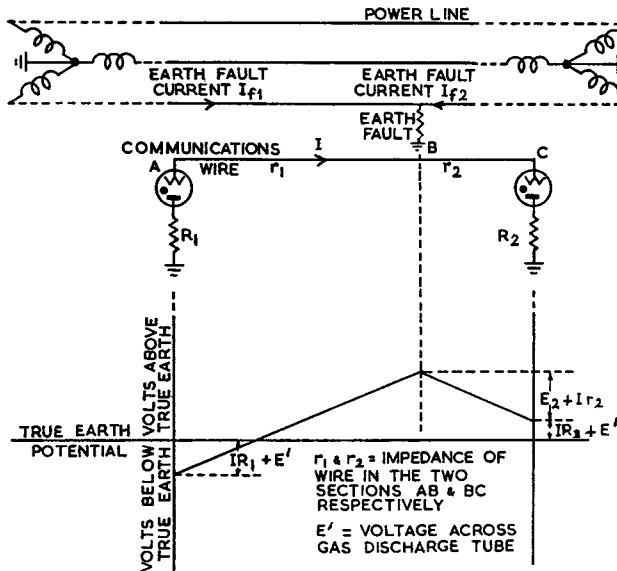 POWER LINE
EARTH FAULT
CURRENT If1
EARTH FAULT
CURRENT If2
EARTH
FAULT
COMMUNICATIONS
WIRE
A
r1
I
B
r2
C
R1
R2
VOLTS BELOW VOLTS ABOVE
TRUE EARTH TRUE EARTH
TRUE EARTH
POTENTIAL
IR1 + E'
E2 + Ir2
IR2 + E'
r1 & r2 = IMPEDANCE OF
WIRE IN THE TWO
SECTIONS AB & BC
RESPECTIVELY
E' = VOLTAGE ACROSS
GAS DISCHARGE TUBE